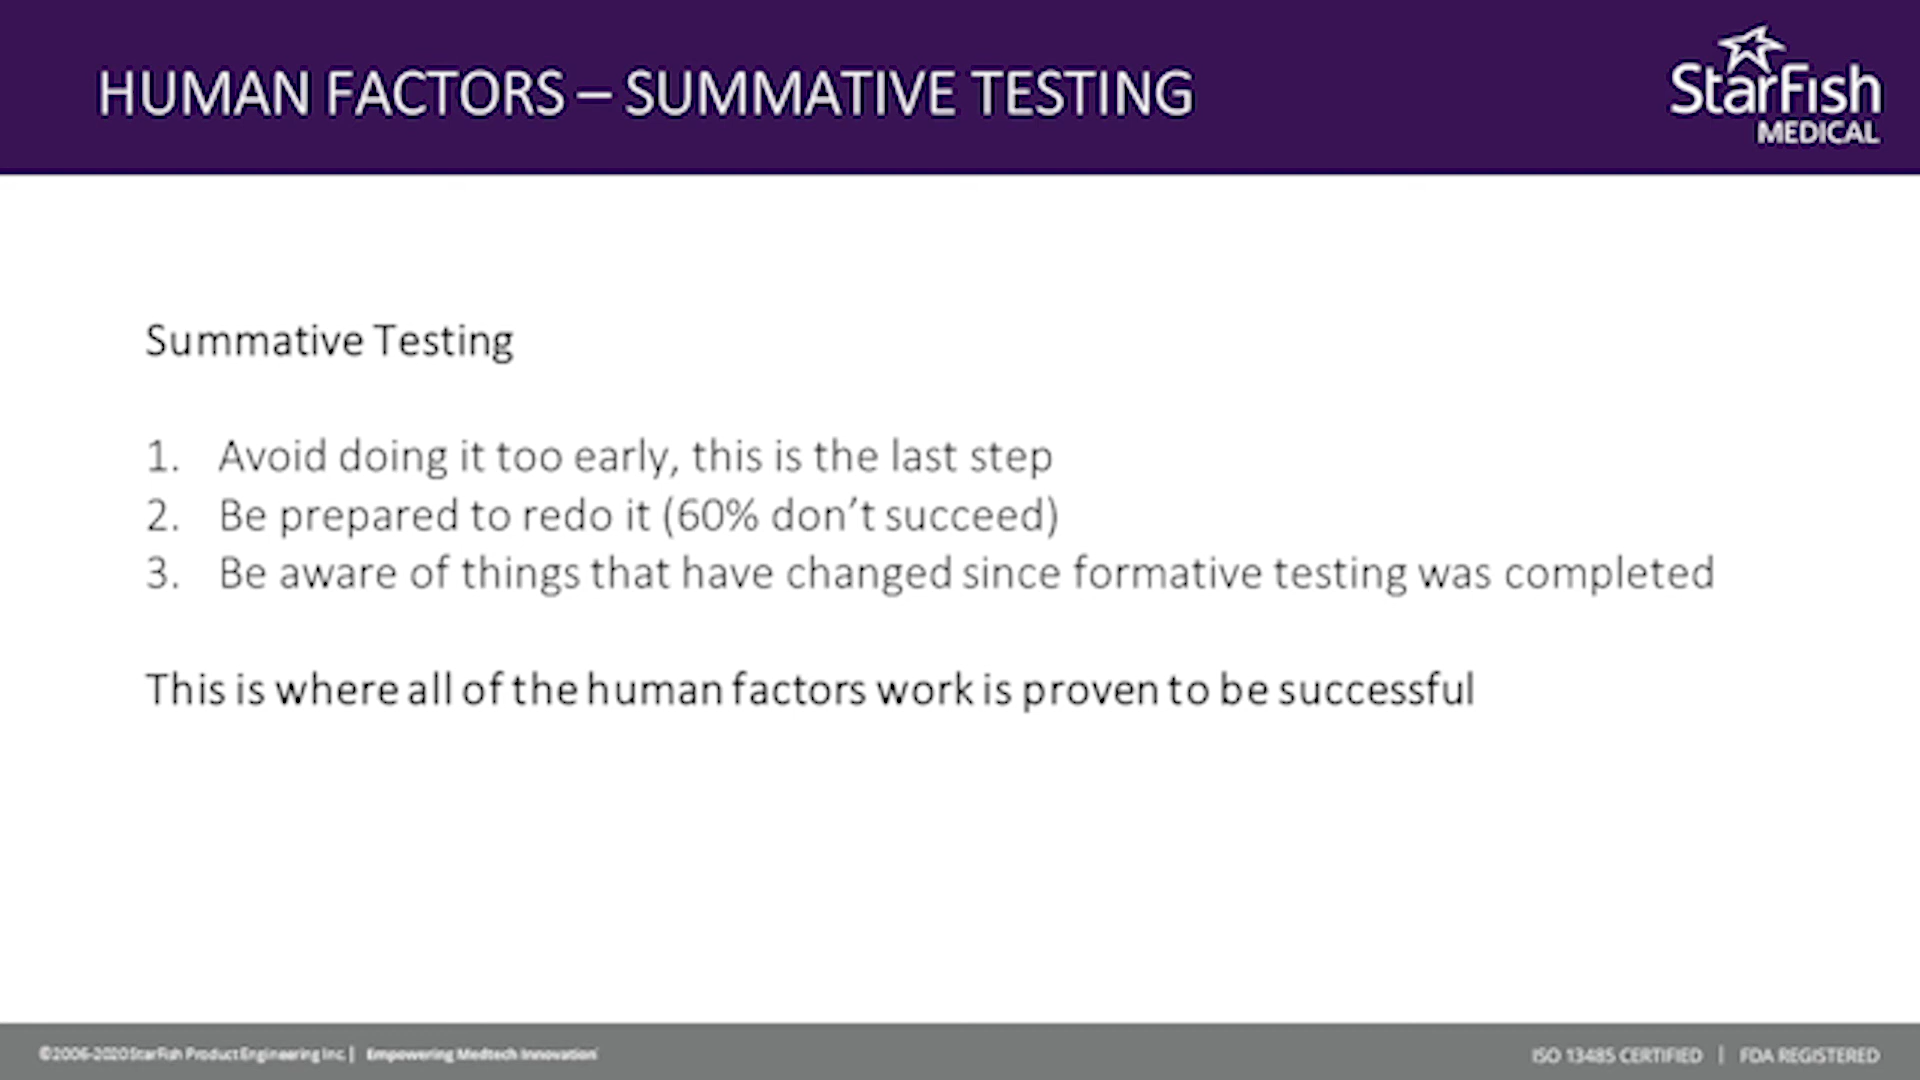 HUMAN FACTORS – SUMMATIVE TESTING
StarFish
MEDICAL
Summative Testing
1. Avoid doing it too early, this is the last step
2. Be prepared to redo it (60% don’t succeed)
3. Be aware of things that have changed since formative testing was completed
This is where all of the human factors work is proven to be successful
©2006-2020 StarFish Product Engineering Inc. | Empowering Medtech Innovation
ISO 13485 CERTIFIED | FDA REGISTERED